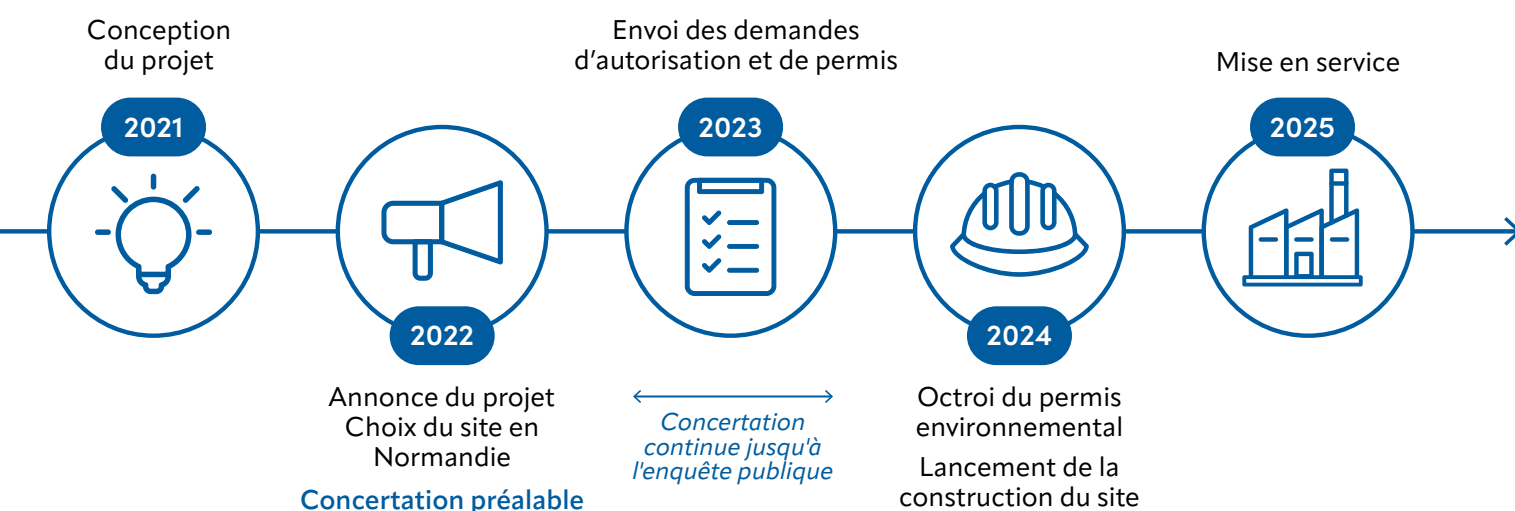 Conception
du projet
2021
2022
Annonce du projet
Choix du site en
Normandie
Concertation préalable
Envoi des demandes
d’autorisation et de permis
2023
Concertation
continue jusqu'à
l'enquête publique
2024
Octroi du permis
environnemental
Lancement de la
construction du site
Mise en service
2025